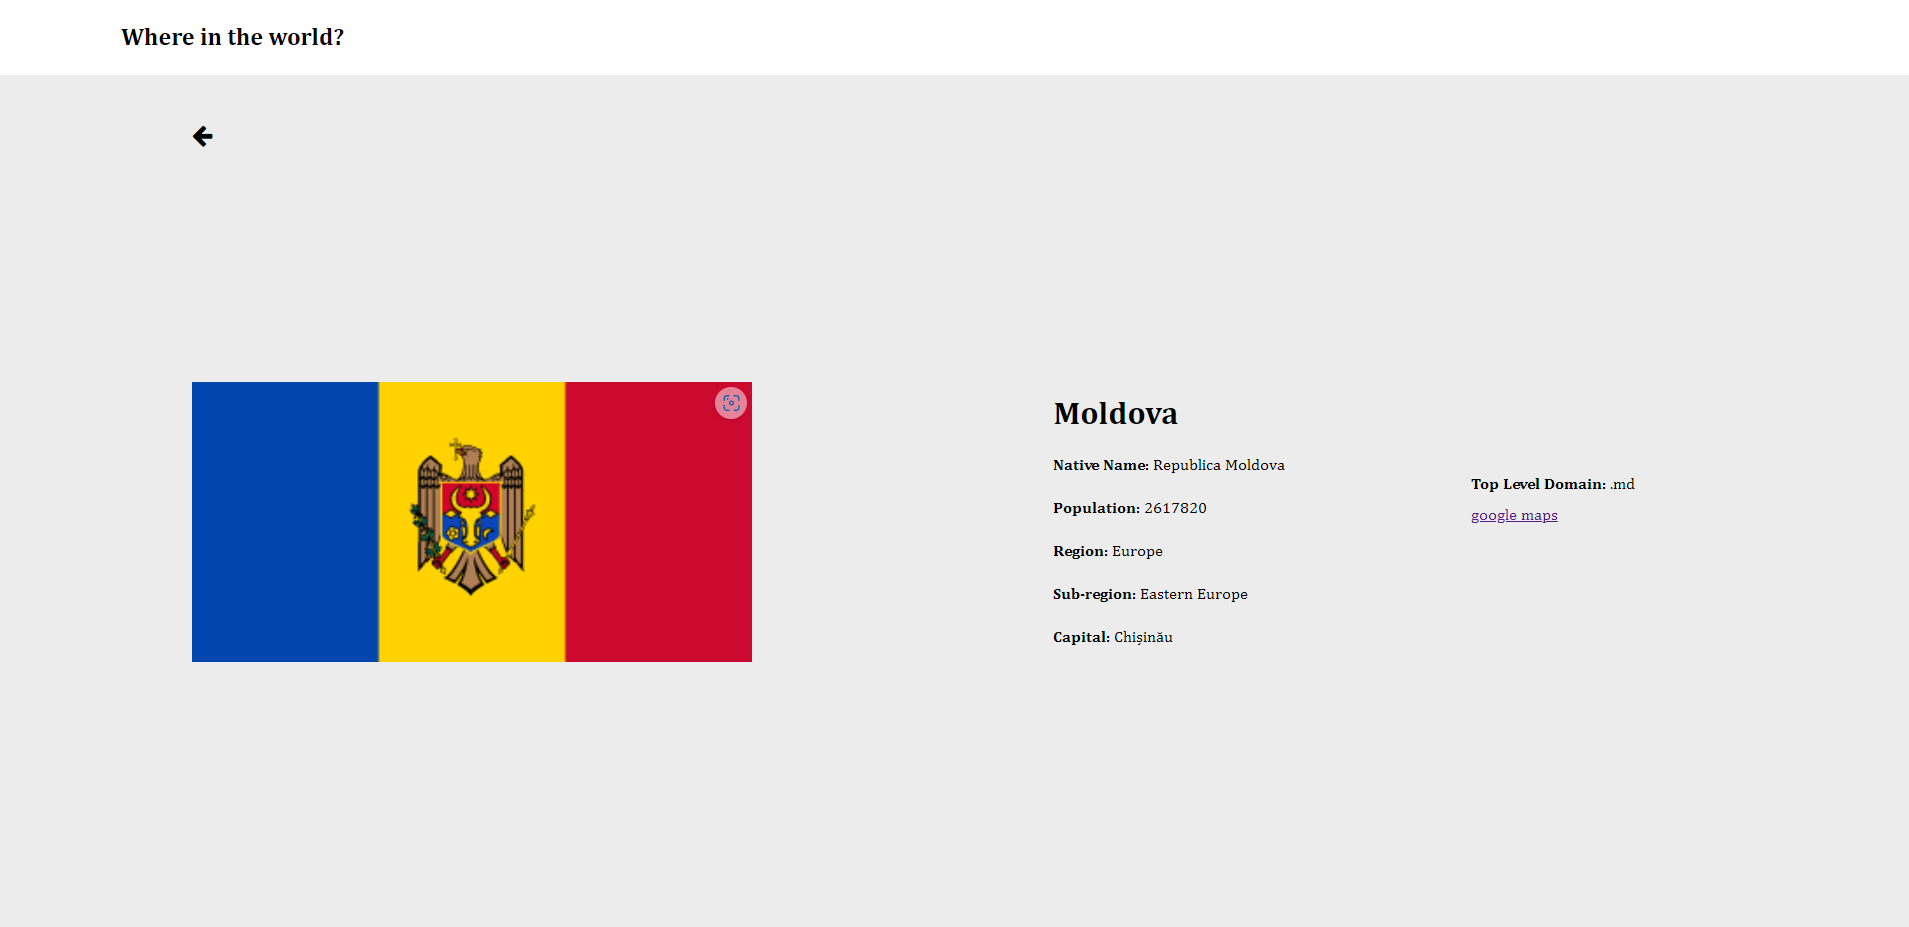 Where in the world?
Moldova
Native Name: Republica Moldova
Population: 2617820
Region: Europe
Sub-region: Eastern Europe
Capital: Chișinău
Top Level Domain: .md
google maps